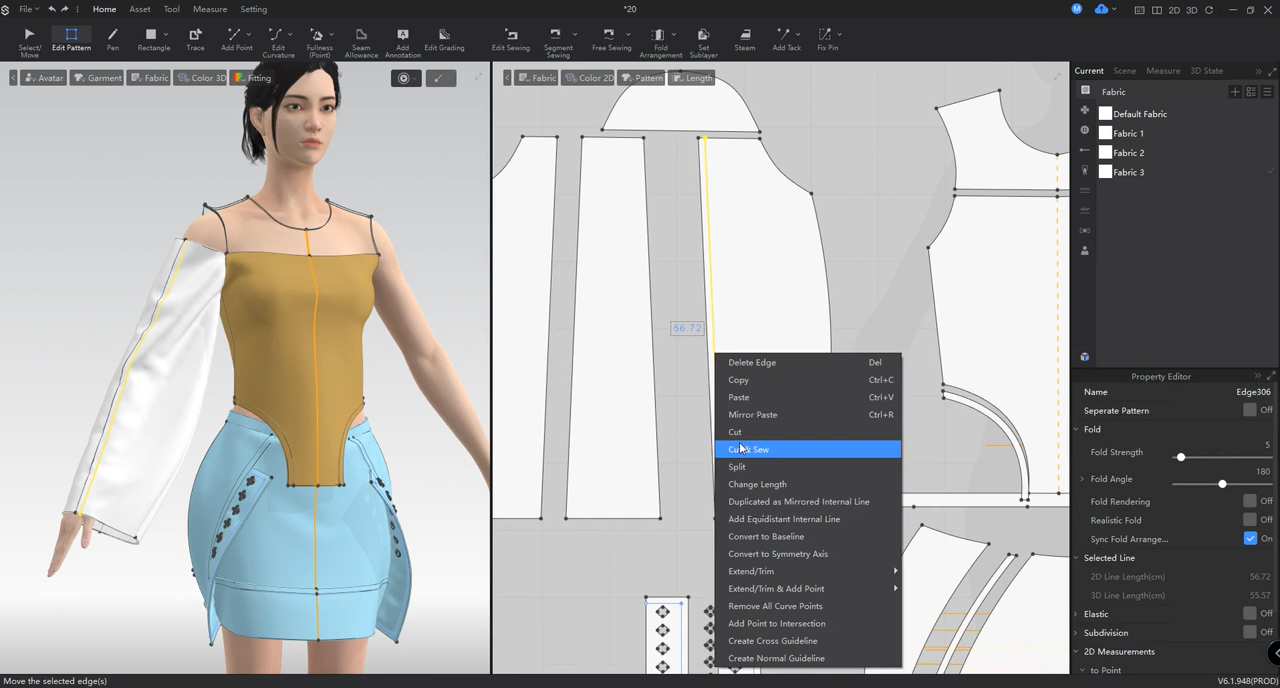 File
Home
Asset
Tool
Measure
Setting
*20
M
2D
3D
Select/
Move
Edit Pattern
Pen
Rectangle
Trace
Add Point
Edit
Curvature
Fullness
(Point)
Seam
Allowance
Add
Annotation
Edit Grading
Edit Sewing
Segment
Sewing
Free Sewing
Fold
Arrangement
Set
Sublayer
Steam
Add Tack
Fix Pin
Avatar
Garment
Fabric
Color 3D
Fitting
Fabric
Color 2D
Pattern
Length
56.72
Delete Edge Del
Copy Ctrl+C
Paste Ctrl+V
Mirror Paste Ctrl+R
Cut
Cut & Sew
Split
Change Length
Duplicated as Mirrored Internal Line
Add Equidistant Internal Line
Convert to Baseline
Convert to Symmetry Axis
Extend/Trim
Extend/Trim & Add Point
Remove All Curve Points
Add Point to Intersection
Create Cross Guideline
Create Normal Guideline
Current
Scene
Measure
3D State
Fabric
Default Fabric
Fabric 1
Fabric 2
Fabric 3
Property Editor
Name Edge306
Seperate Pattern Off
Fold
Fold Strength 5
Fold Angle 180
Fold Rendering Off
Realistic Fold Off
Sync Fold Arrange... On
Selected Line
2D Line Length(cm) 56.72
3D Line Length(cm) 55.57
Elastic Off
Subdivision Off
2D Measurements
to Point
Move the selected edge(s)
V6.1.948(PROD)